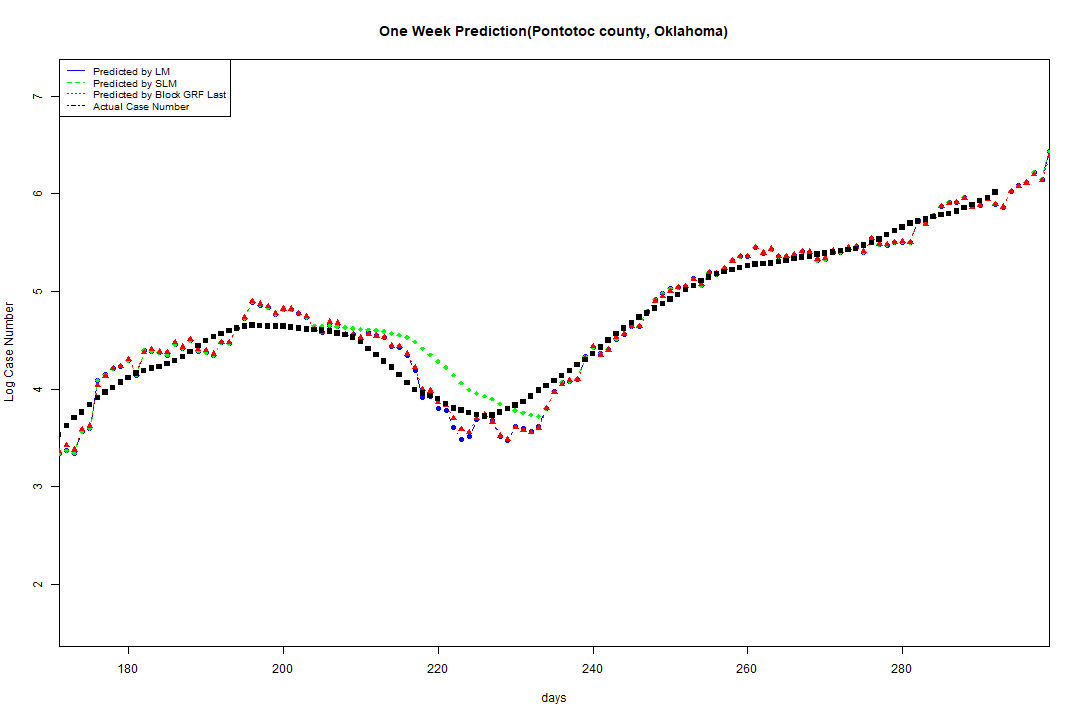 One Week Prediction(Pontotoc county, Oklahoma)
Predicted by LM
Predicted by SLM
Predicted by Block GRF Last
Actual Case Number
7
6
5
4
3
2
Log Case Number
180 200 220 240 260 280
days